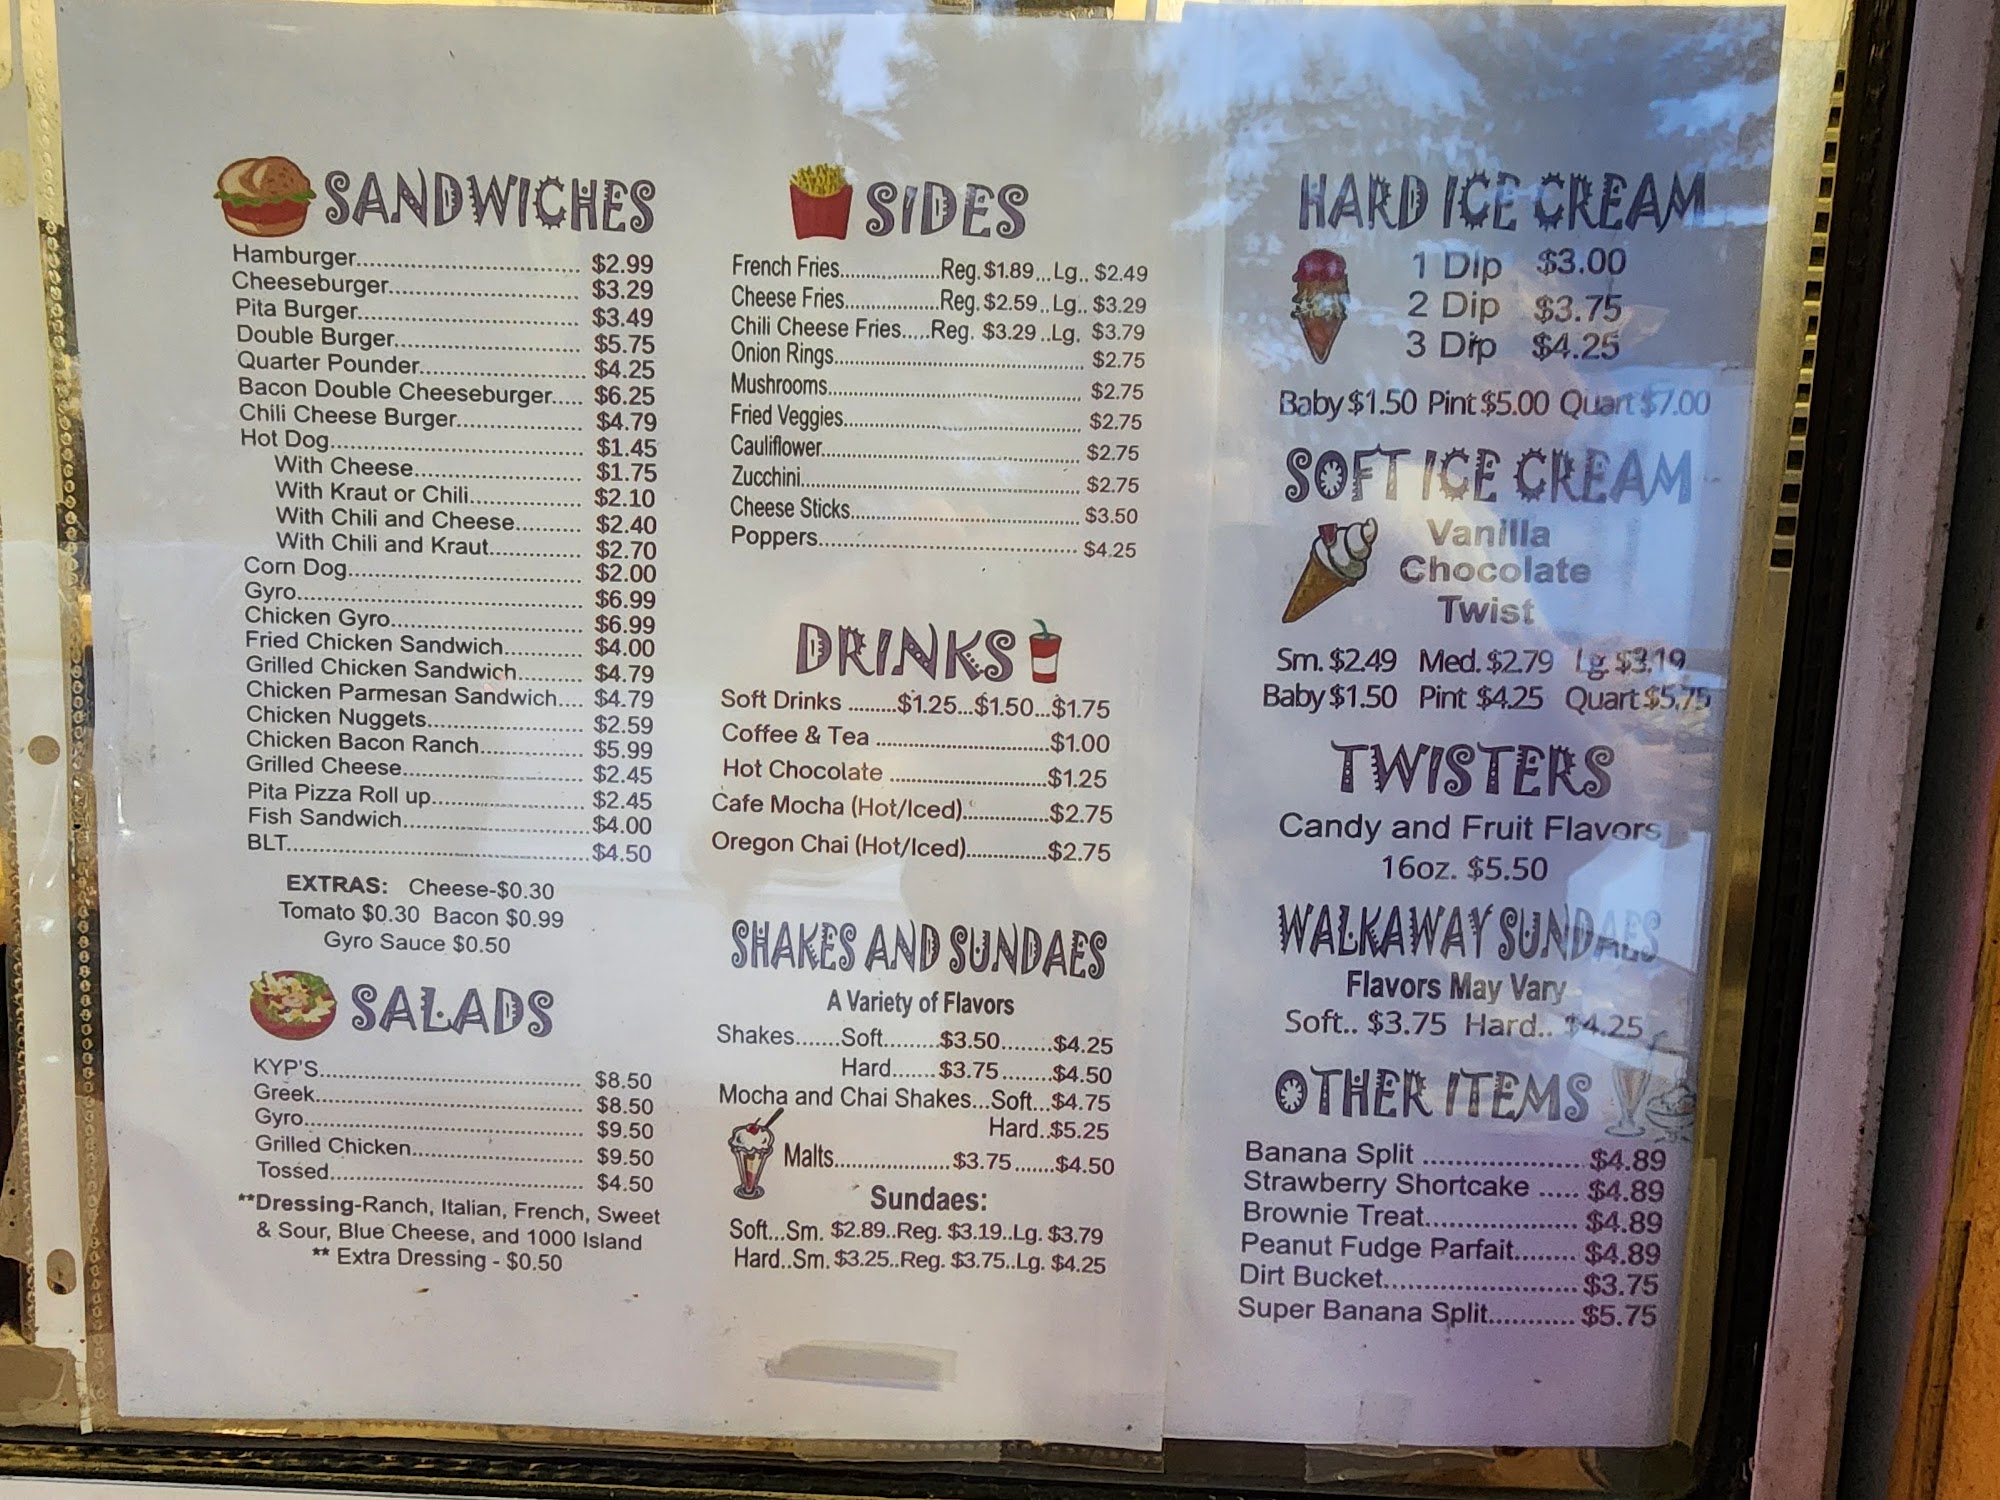 SANDWICHES
Hamburger.................................. $2.99
Cheeseburger............................. $3.29
Pita Burger.................................. $3.49
Double Burger............................ $5.75
Quarter Pounder......................... $4.25
Bacon Double Cheeseburger..... $6.25
Chili Cheese Burger................... $4.79
Hot Dog...................................... $1.45
With Cheese......................... $1.75
With Kraut or Chili................. $2.10
With Chili and Cheese.......... $2.40
With Chili and Kraut.............. $2.70
Corn Dog................................... $2.00
Gyro........................................... $6.99
Chicken Gyro............................. $6.99
Fried Chicken Sandwich............ $4.00
Grilled Chicken Sandwich.......... $4.79
Chicken Parmesan Sandwich.... $4.79
Chicken Nuggets........................ $2.59
Chicken Bacon Ranch................ $5.99
Grilled Cheese........................... $2.45
Pita Pizza Roll up....................... $2.45
Fish Sandwich............................ $4.00
BLT..............................................$4.50
EXTRAS: Cheese-$0.30
Tomato $0.30 Bacon $0.99
Gyro Sauce $0.50
SALADS
KYP'S........................................ $8.50
Greek......................................... $8.50
Gyro........................................... $9.50
Grilled Chicken.......................... $9.50
Tossed....................................... $4.50
**Dressing-Ranch, Italian, French, Sweet
& Sour, Blue Cheese, and 1000 Island
** Extra Dressing - $0.50
SIDES
French Fries....................Reg. $1.89...Lg.. $2.49
Cheese Fries...................Reg. $2.59..Lg.. $3.29
Chili Cheese Fries.....Reg. $3.29 ..Lg. $3.79
Onion Rings.................................................. $2.75
Mushrooms................................................... $2.75
Fried Veggies................................................ $2.75
Cauliflower.................................................... $2.75
Zucchini........................................................ $2.75
Cheese Sticks.............................................. $3.50
Poppers.................................................... $4.25
DRINKS
Soft Drinks .........$1.25...$1.50...$1.75
Coffee & Tea .................................$1.00
Hot Chocolate ..............................$1.25
Cafe Mocha (Hot/Iced)................$2.75
Oregon Chai (Hot/Iced)...............$2.75
SHAKES AND SUNDAES
A Variety of Flavors
Shakes.......Soft.........$3.50........$4.25
Hard.......$3.75........$4.50
Mocha and Chai Shakes...Soft...$4.75
Hard..$5.25
Malts.....................$3.75.......$4.50
Sundaes:
Soft...Sm. $2.89..Reg. $3.19..Lg. $3.79
Hard..Sm. $3.25..Reg. $3.75..Lg. $4.25
HARD ICE CREAM
1 Dip $3.00
2 Dip $3.75
3 Dip $4.25
Baby $1.50 Pint $5.00 Quart $7.00
SOFT ICE CREAM
Vanilla
Chocolate
Twist
Sm. $2.49 Med. $2.79 Lg. $3.19
Baby $1.50 Pint $4.25 Quart $5.75
TWISTERS
Candy and Fruit Flavors
16oz. $5.50
WALKAWAY SUNDAES
Flavors May Vary
Soft.. $3.75 Hard.. $4.25
OTHER ITEMS
Banana Split ...................... $4.89
Strawberry Shortcake ..... $4.89
Brownie Treat.................... $4.89
Peanut Fudge Parfait........ $4.89
Dirt Bucket......................... $3.75
Super Banana Split........... $5.75